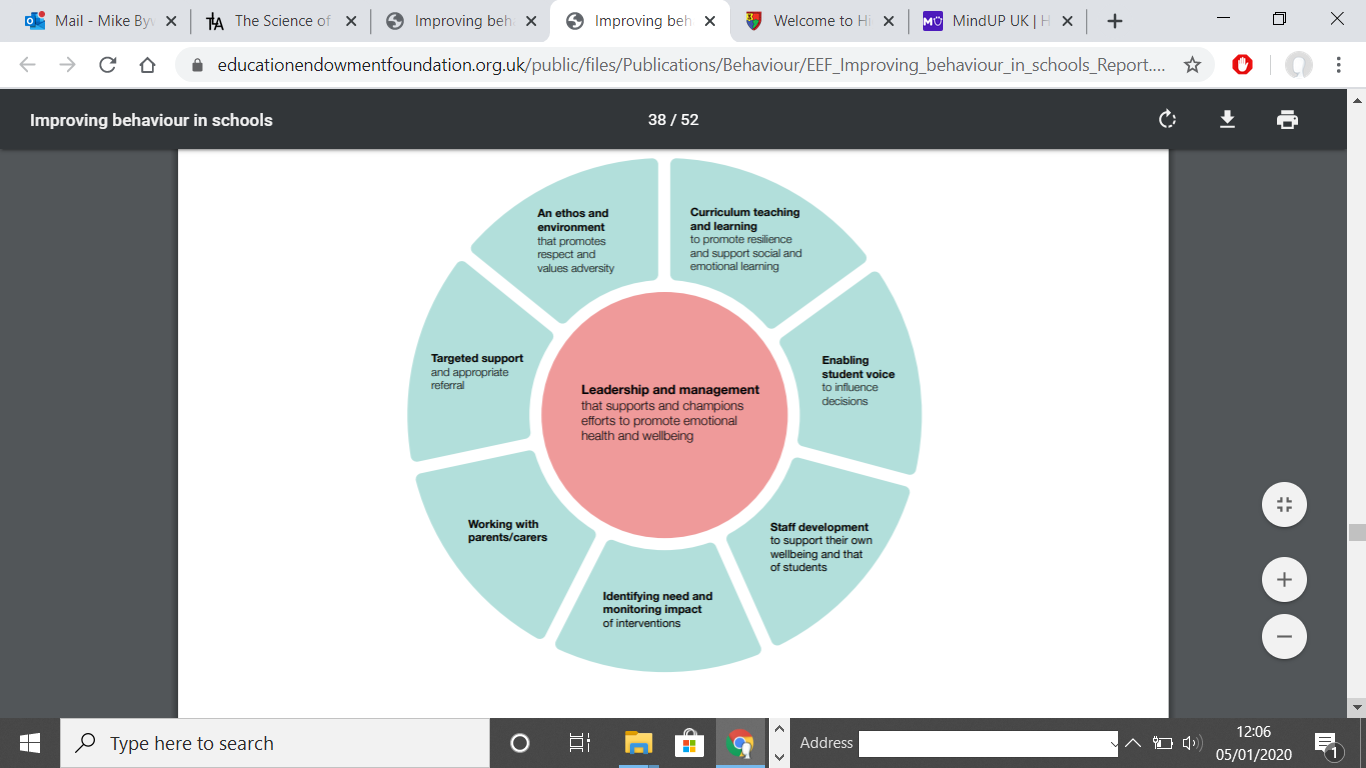 Mail - Mike Byw
The Science of
Improving beha
Improving beha
Welcome to Hi
MindUP UK | H
educationendowmentfoundation.org.uk/public/files/Publications/Behaviour/EEF_Improving_behaviour_in_schools_Report....
Improving behaviour in schools
38 / 52
An ethos and
environment
that promotes
respect and
values adversity
Curriculum teaching
and learning
to promote resilience
and support social and
emotional learning
Enabling
student voice
to influence
decisions
Staff development
to support their own
wellbeing and that
of students
Identifying need and
monitoring impact
of interventions
Working with
parents/carers
Targeted support
and appropriate
referral
Leadership and management
that supports and champions
efforts to promote emotional
health and wellbeing
Type here to search
Address
12:06
05/01/2020
1